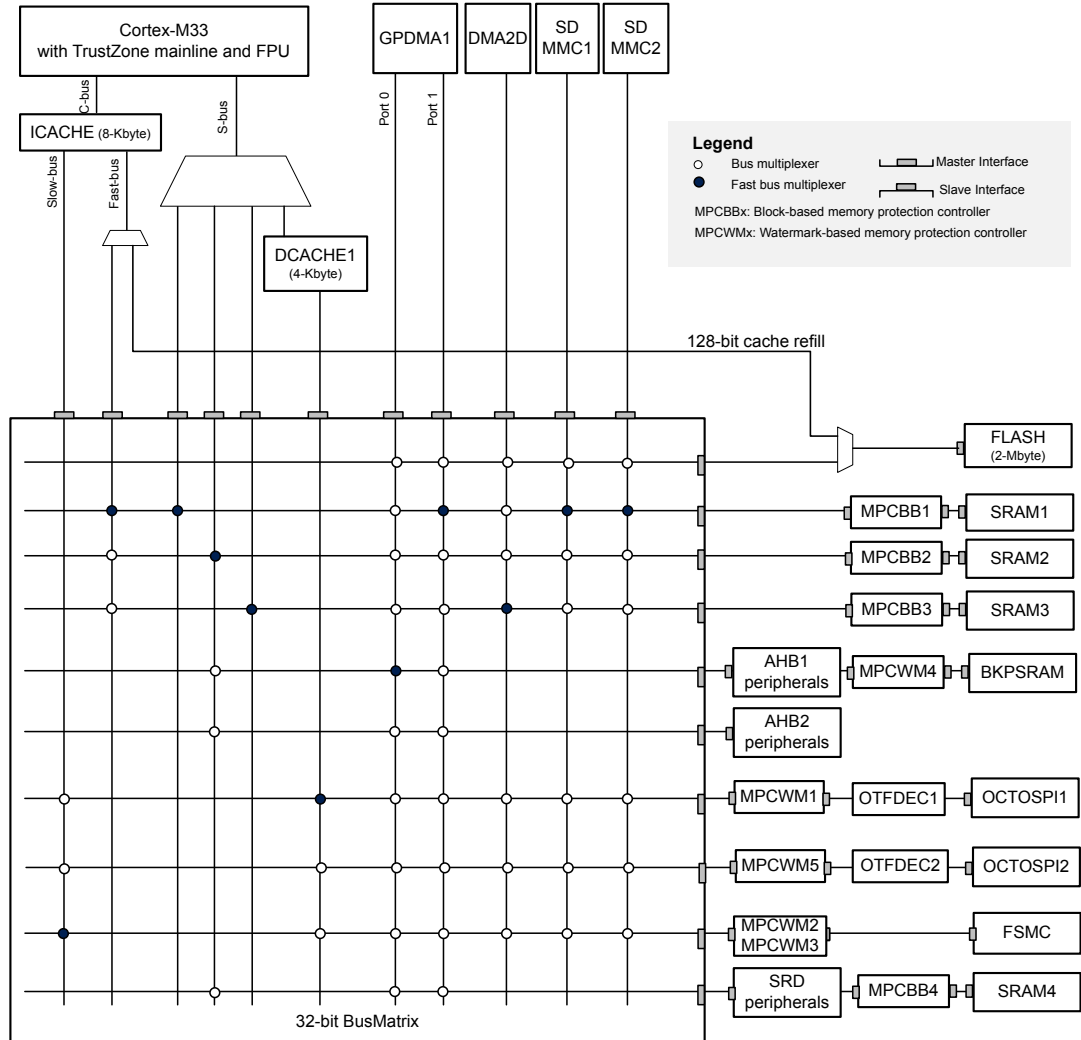 Cortex-M33
with TrustZone mainline and FPU
GPDMA1
DMA2D
SD
MMC1
SD
MMC2
C-bus
S-bus
Port 0
Port 1
ICACHE (8-Kbyte)
Slow-bus
Fast-bus
Legend
Bus multiplexer
Fast bus multiplexer
Master Interface
Slave Interface
MPCBBx: Block-based memory protection controller
MPCWMx: Watermark-based memory protection controller
DCACHE1
(4-Kbyte)
128-bit cache refill
FLASH
(2-Mbyte)
MPCBB1
SRAM1
MPCBB2
SRAM2
MPCBB3
SRAM3
AHB1
peripherals
MPCWM4
BKPSRAM
AHB2
peripherals
MPCWM1
OTFDEC1
OCTOSPI1
MPCWM5
OTFDEC2
OCTOSPI2
MPCWM2
MPCWM3
FSMC
SRD
peripherals
MPCBB4
SRAM4
32-bit BusMatrix